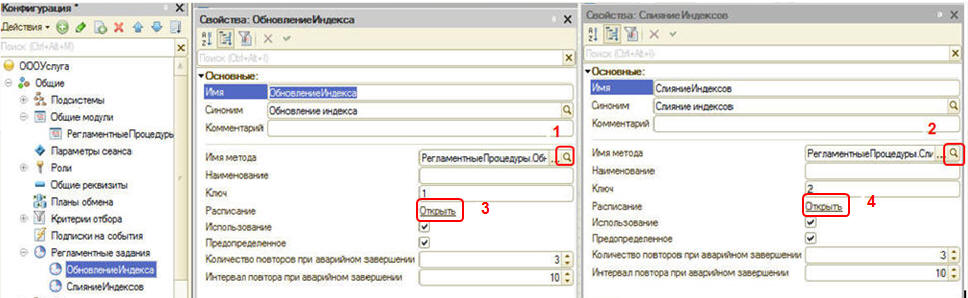 Конфигурация *
Действия
Поиск (Ctrl+Alt+M)
ОООУслуга
Общие
Подсистемы
Общие модули
РегламентныеПроцедуры
Параметры сеанса
Роли
Общие реквизиты
Планы обмена
Критерии отбора
Подписки на события
Регламентные задания
ОбновлениеИндекса
СлияниеИндексов
Свойства: ОбновлениеИндекса
Поиск (Ctrl+Alt+I)
Основные:
Имя ОбновлениеИндекса
Синоним Обновление индекса
Комментарий
1
Имя метода РегламентныеПроцедуры.Обн ...
Наименование
Ключ 1
Расписание Открыть 3
Использование
Предопределенное
Количество повторов при аварийном завершении 3
Интервал повтора при аварийном завершении 10
Свойства: СлияниеИндексов
Поиск (Ctrl+Alt+I)
Основные:
Имя СлияниеИндексов
Синоним Слияние индексов
Комментарий
2
Имя метода РегламентныеПроцедуры.Сли ...
Наименование
Ключ 2
Расписание Открыть 4
Использование
Предопределенное
Количество повторов при аварийном завершении 3
Интервал повтора при аварийном завершении 10